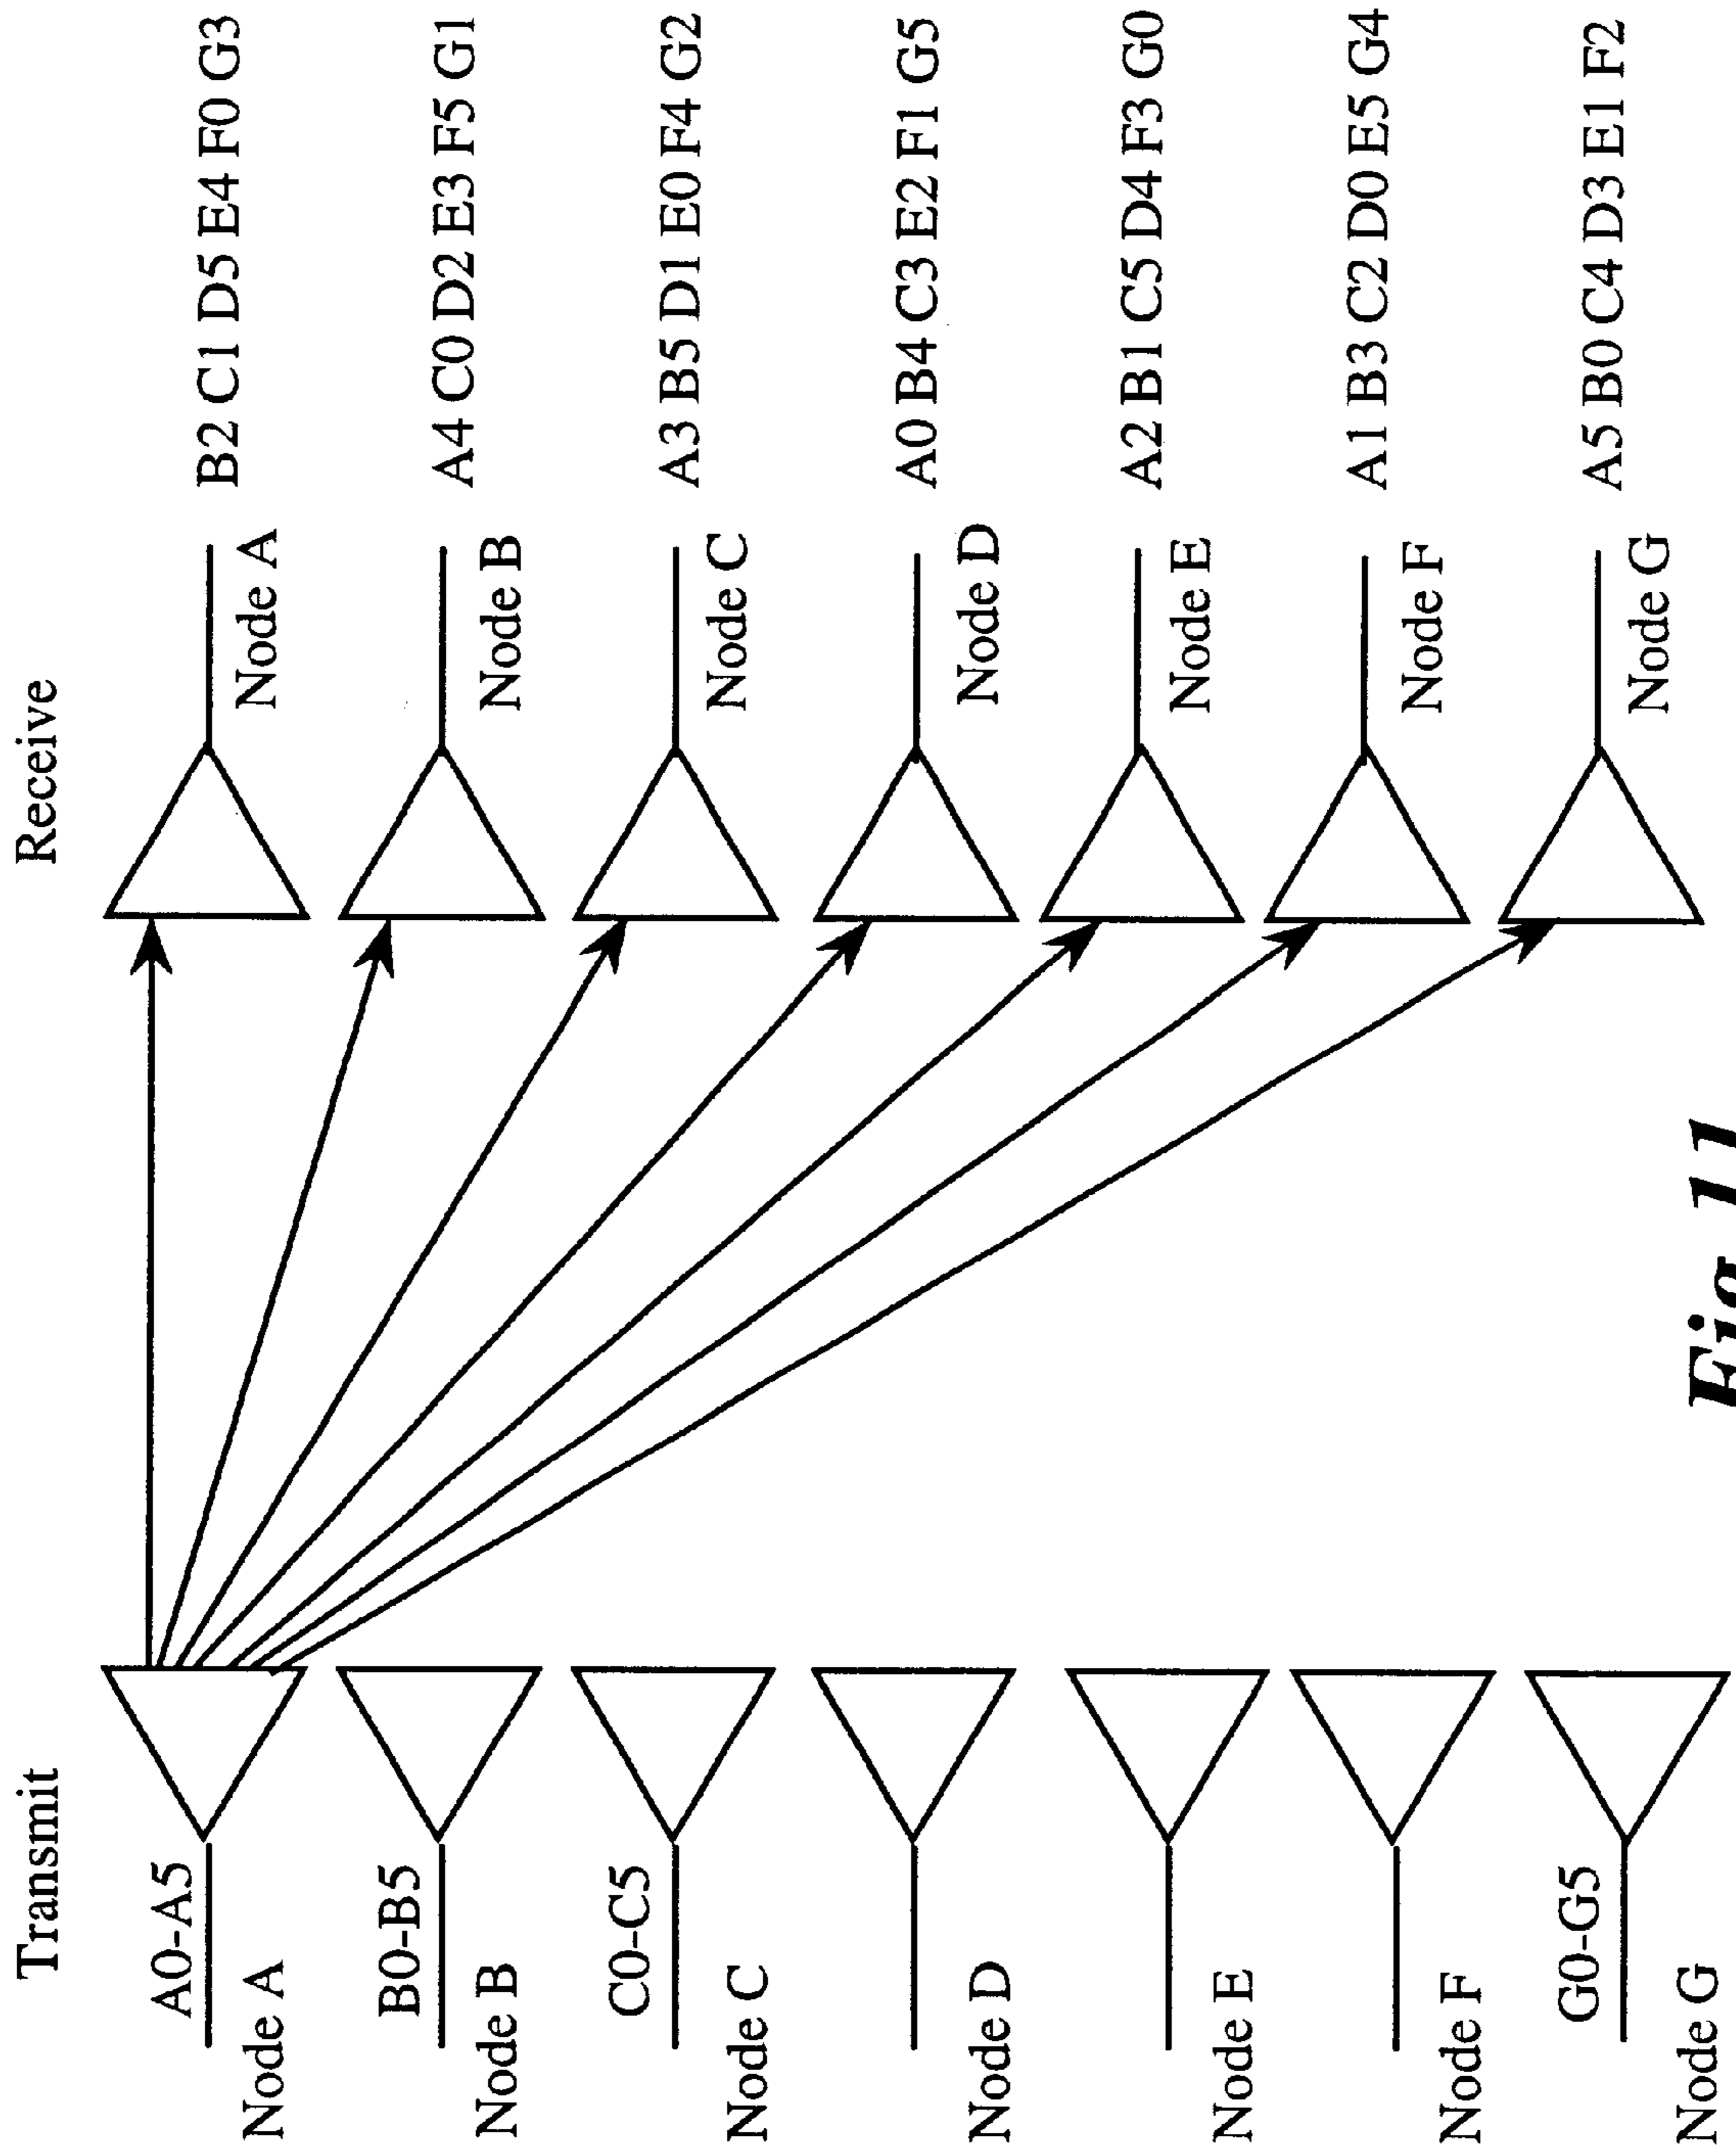 Transmit
Receive
A0-A5
Node A
Node A
B2 C1 D5 E4 F0 G3
B0-B5
Node B
Node B
A4 C0 D2 E3 F5 G1
C0-C5
Node C
Node C
A3 B5 D1 E0 F4 G2
Node D
Node D
A0 B4 C3 E2 F1 G5
Node E
Node E
A2 B1 C5 D4 F3 G0
Node F
Node F
A1 B3 C2 D0 E5 G4
G0-G5
Node G
Node G
A5 B0 C4 D3 E1 F2
Fig. 11